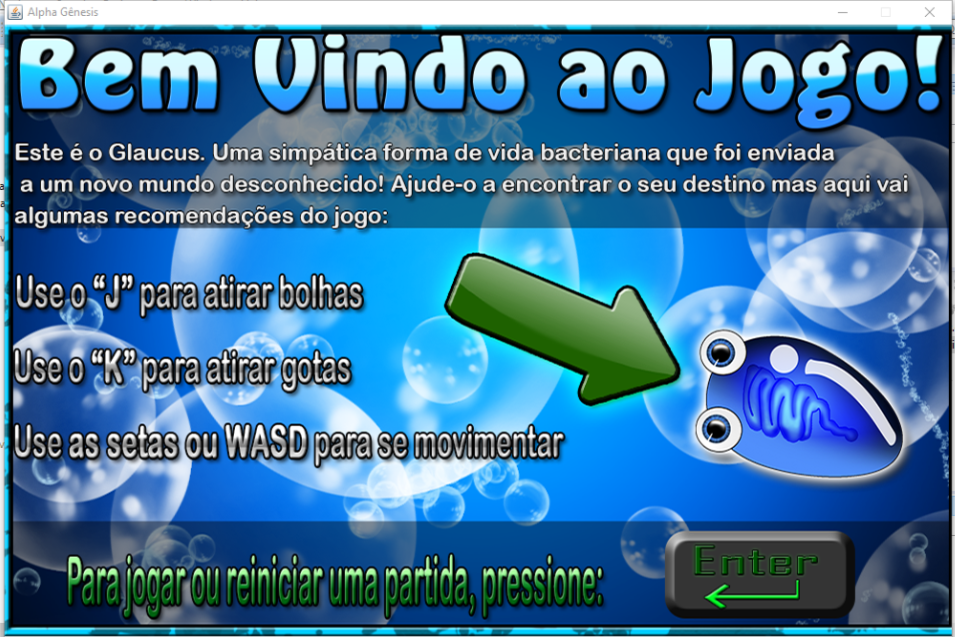 Alpha Gênesis
Bem Vindo ao Jogo!
Este é o Glaucus. Uma simpática forma de vida bacteriana que foi enviada
a um novo mundo desconhecido! Ajude-o a encontrar o seu destino mas aqui vai
algumas recomendações do jogo:
Use o “J” para atirar bolhas
Use o “K” para atirar gotas
Use as setas ou WASD para se movimentar
Para jogar ou reiniciar uma partida, pressione:
Enter